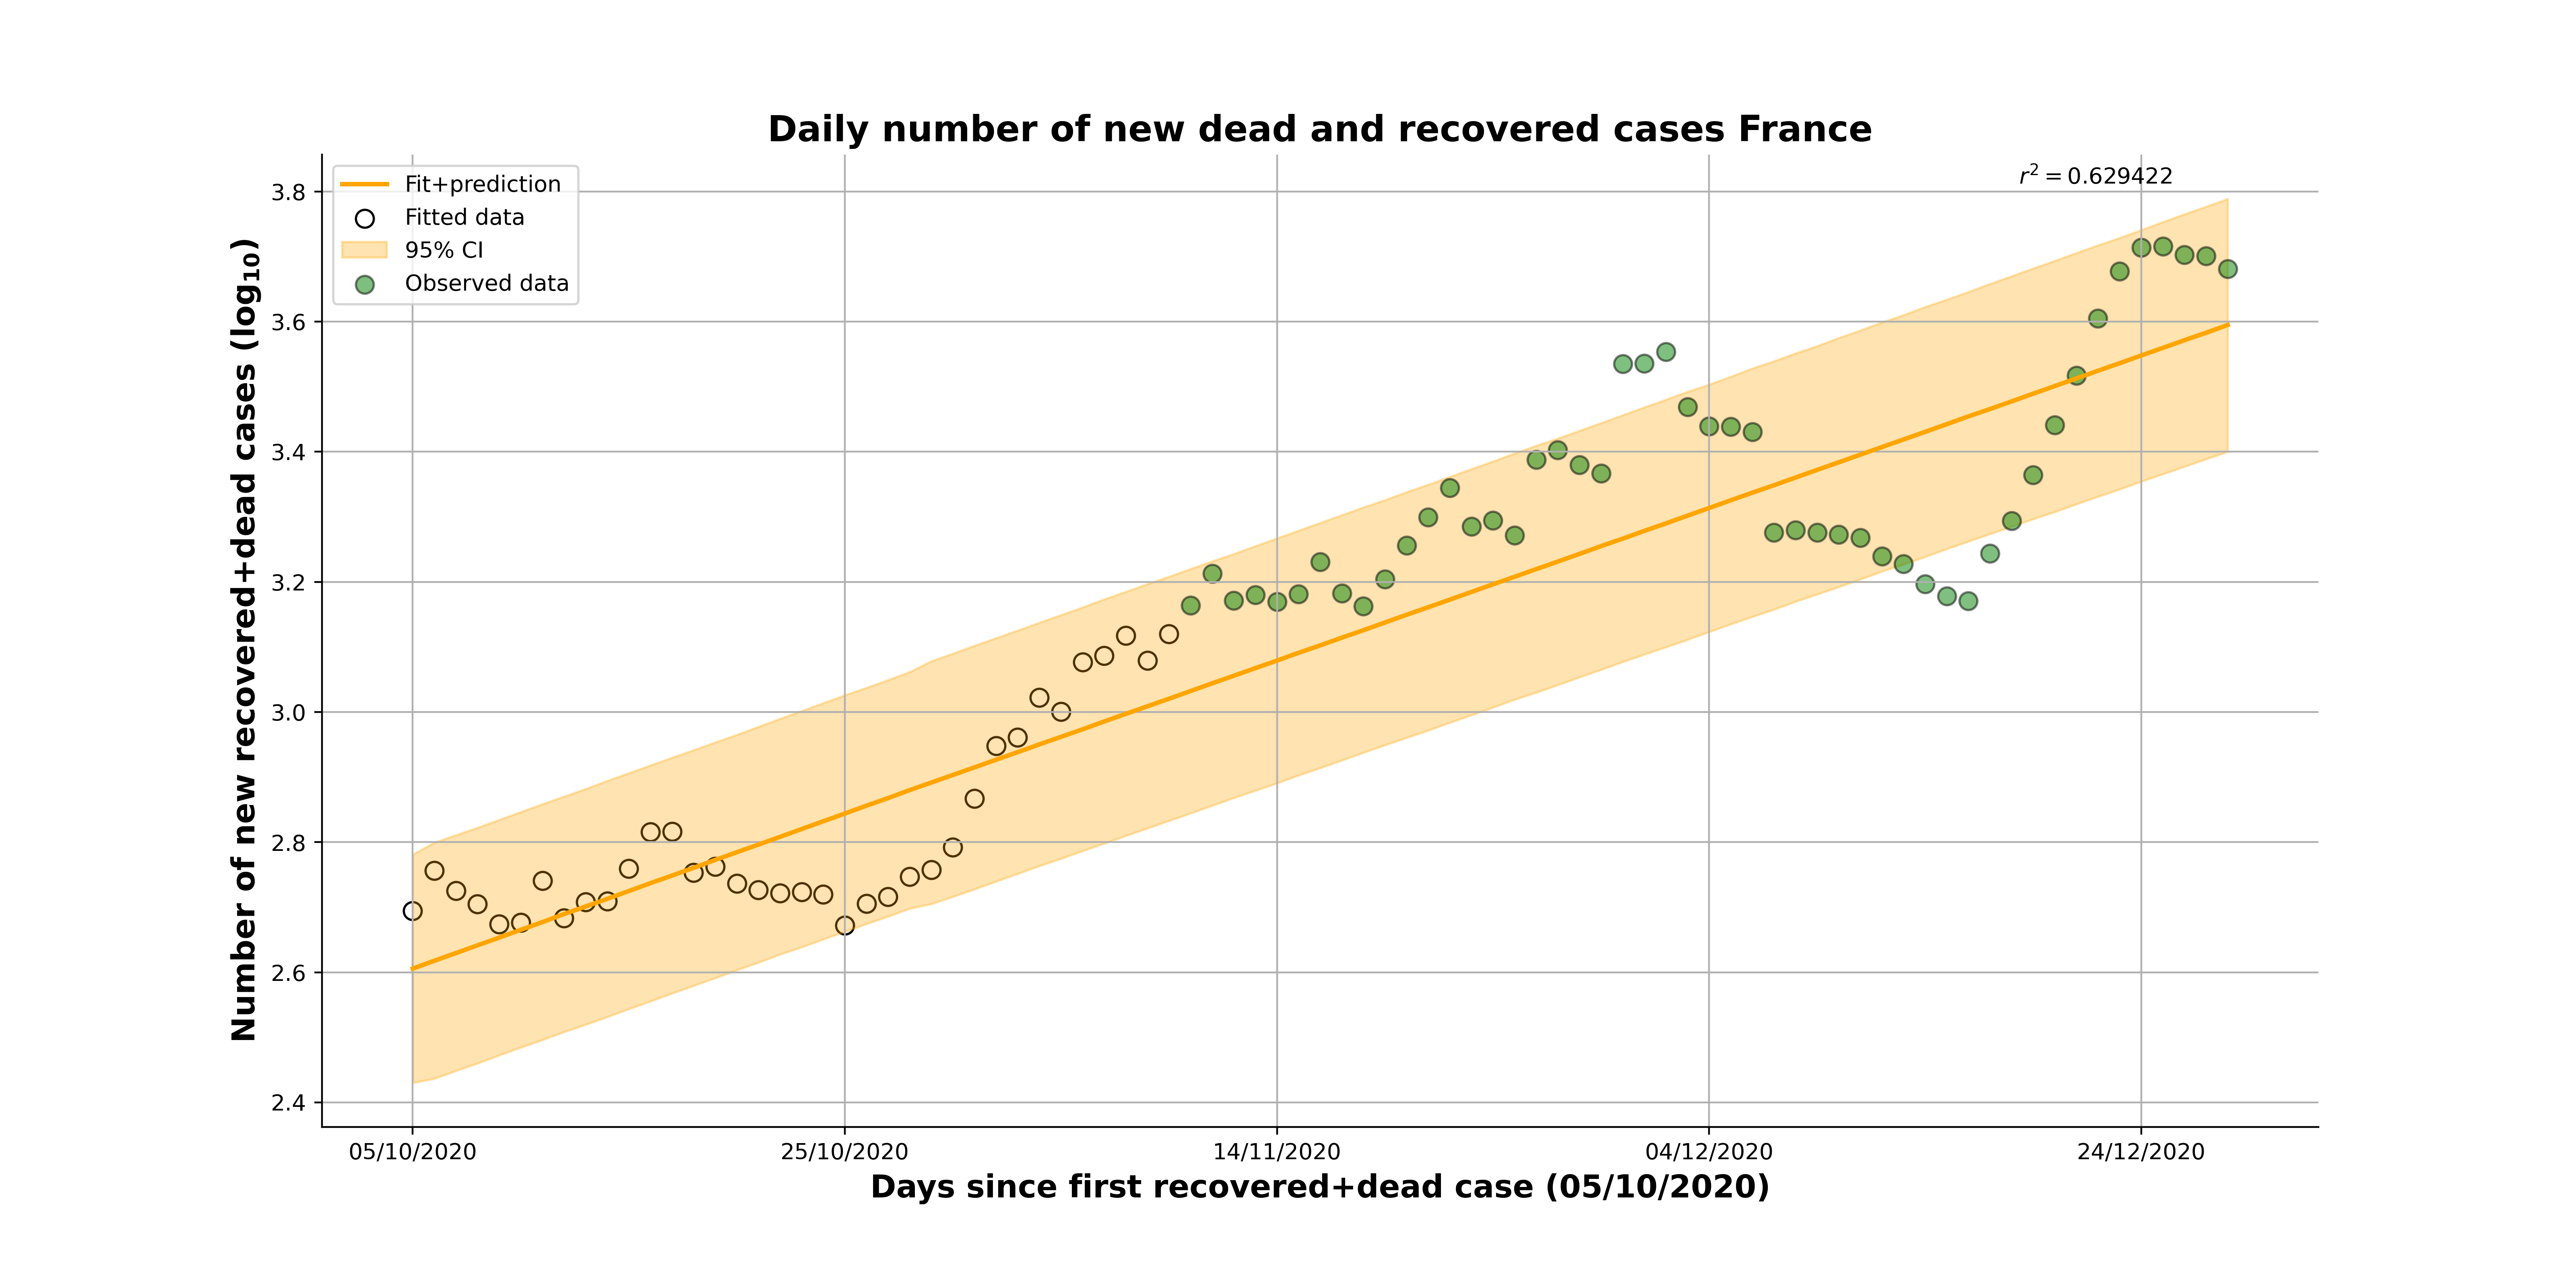 Daily number of new dead and recovered cases France
r² = 0.629422
Fit+prediction
Fitted data
95% CI
Observed data
Number of new recovered+dead cases (log₁₀)
3.8
3.6
3.4
3.2
3.0
2.8
2.6
2.4
05/10/2020 25/10/2020 14/11/2020 04/12/2020 24/12/2020
Days since first recovered+dead case (05/10/2020)